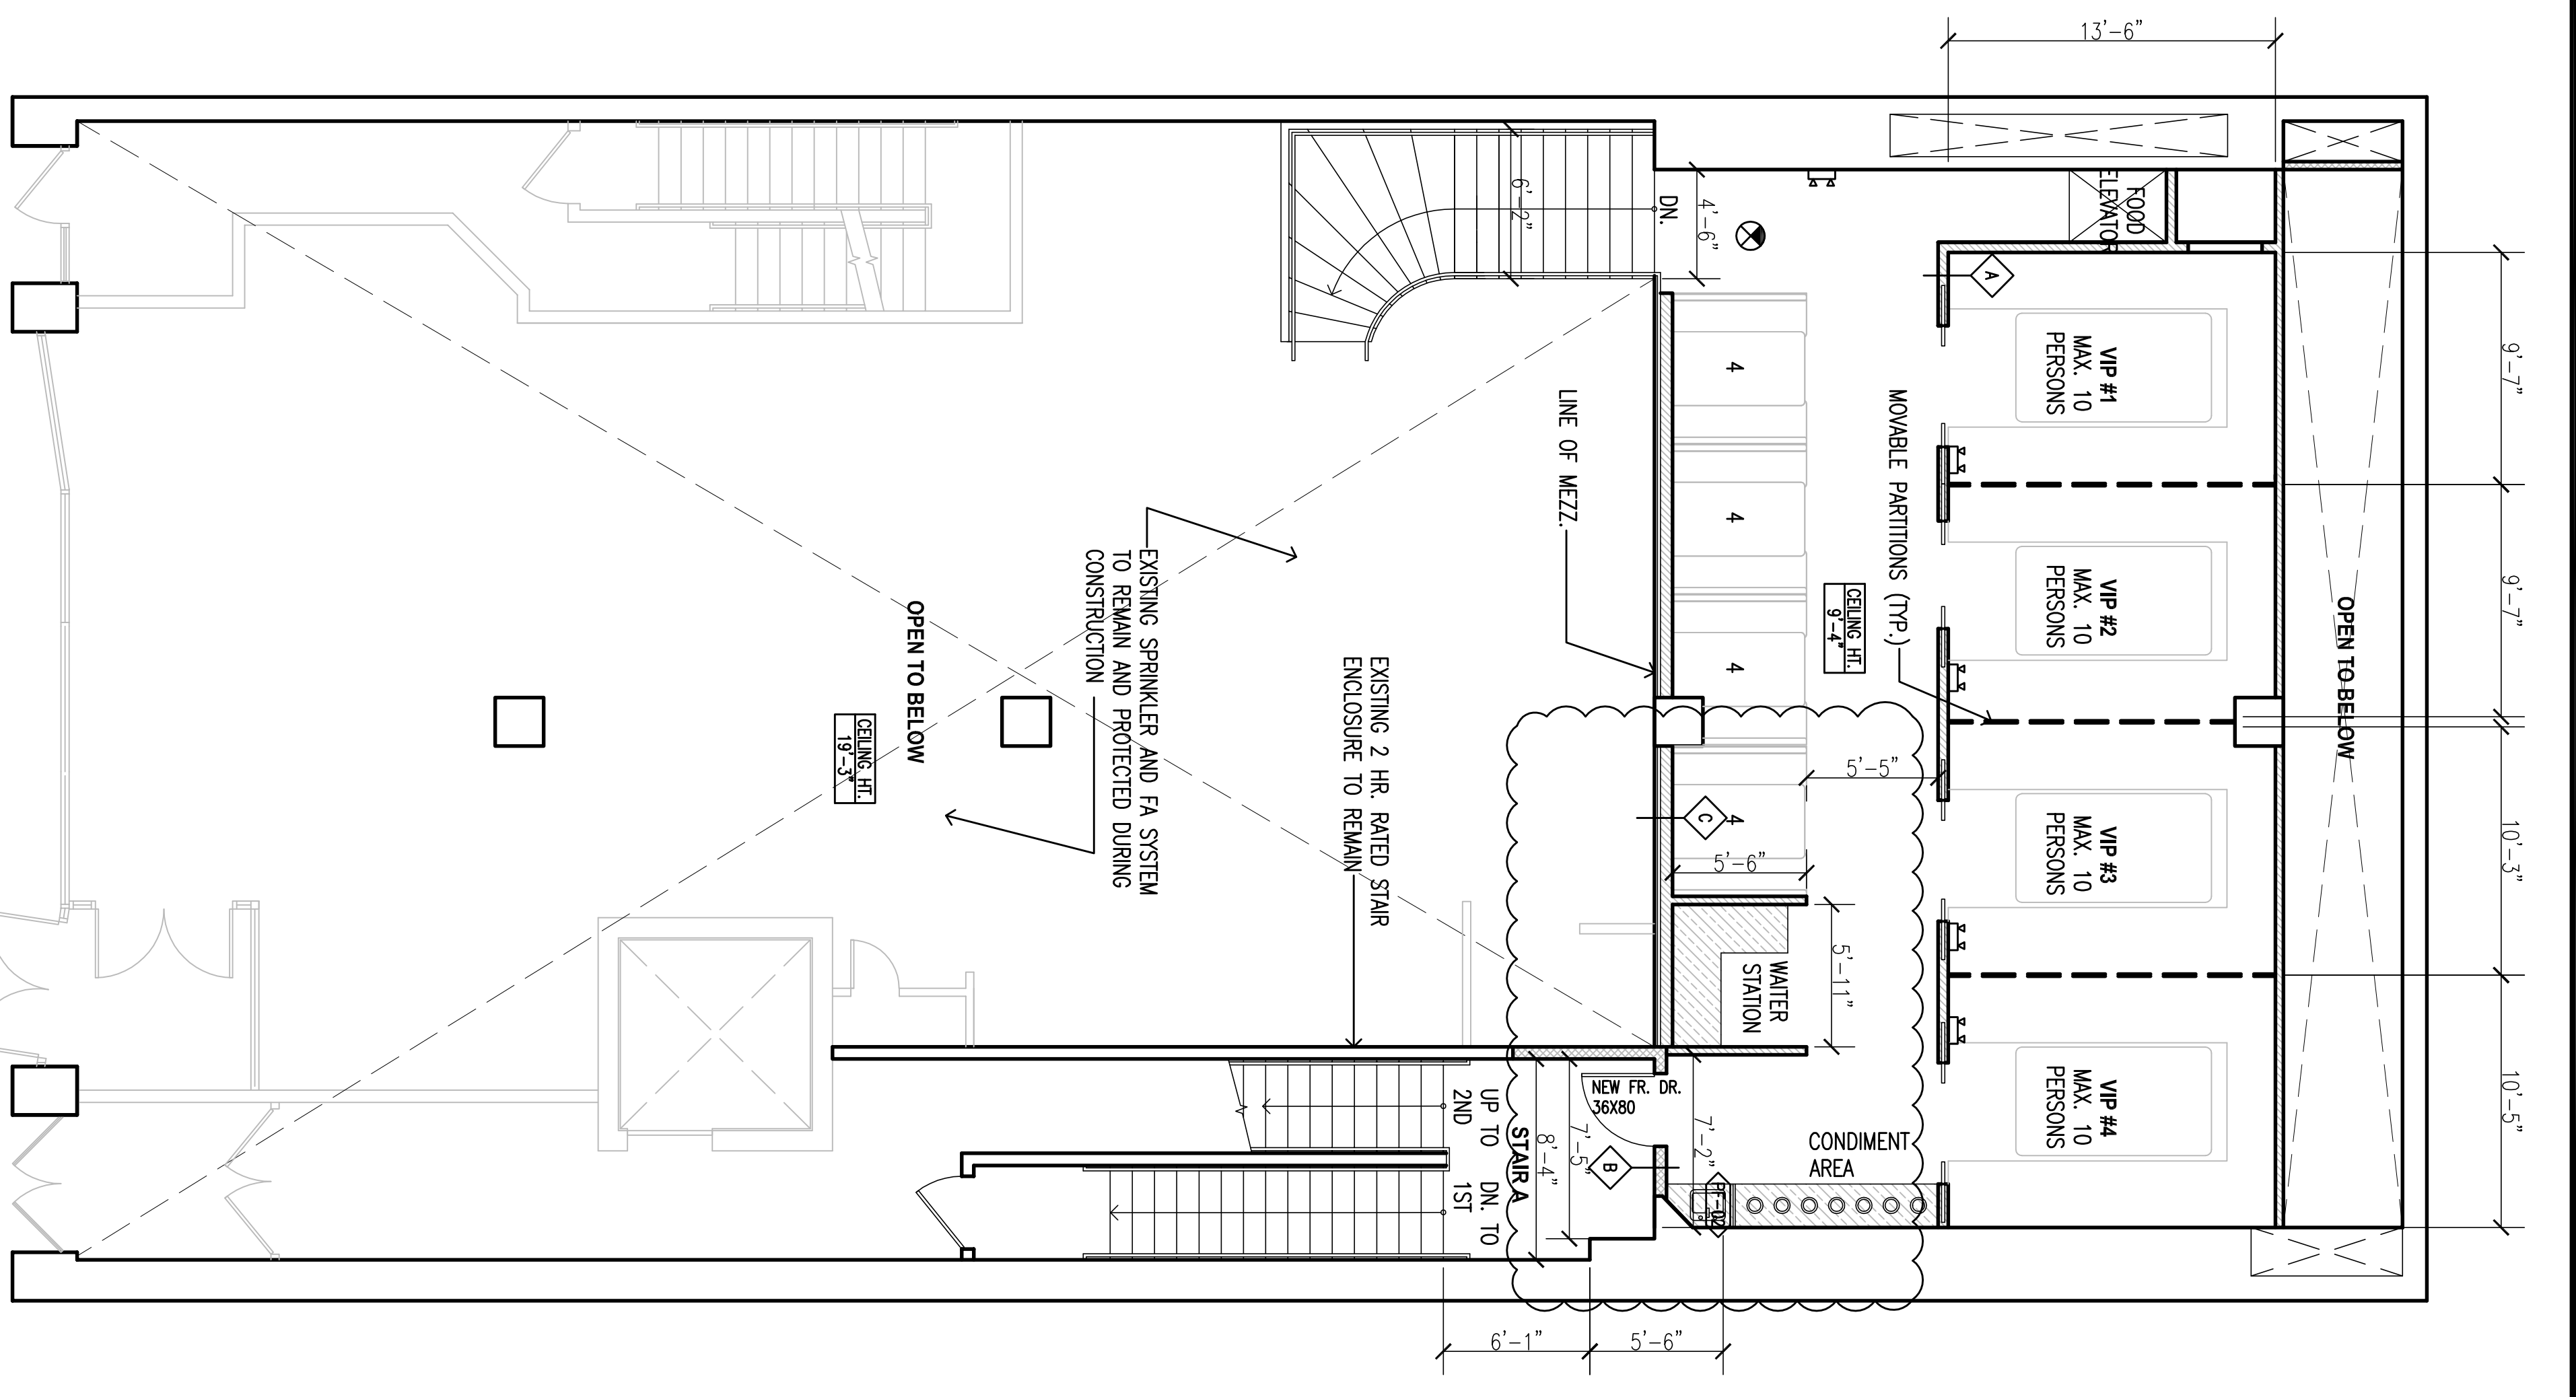 13'-6"
FOOD
ELEVATOR
6'-2"
DN.
4'-6"
A
VIP #1
MAX. 10
PERSONS
9'-7"
4
4
4
4
LINE OF MEZZ.
MOVABLE PARTITIONS (TYP.)
VIP #2
MAX. 10
PERSONS
9'-7"
CEILING HT.
9'-4"
OPEN TO BELOW
EXISTING SPRINKLER AND FA SYSTEM
TO REMAIN AND PROTECTED DURING
CONSTRUCTION
OPEN TO BELOW
CEILING HT.
19'-3"
EXISTING 2 HR. RATED STAIR
ENCLOSURE TO REMAIN
5'-5"
C
5'-6"
VIP #3
MAX. 10
PERSONS
10'-3"
WAITER
STATION
5'-11"
NEW FR. DR.
36X80
UP TO
2ND
DN. TO
1ST
STAIR A
8'-4"
7'-5"
B
7'-2"
PF-02
CONDIMENT
AREA
VIP #4
MAX. 10
PERSONS
10'-5"
6'-1"
5'-6"